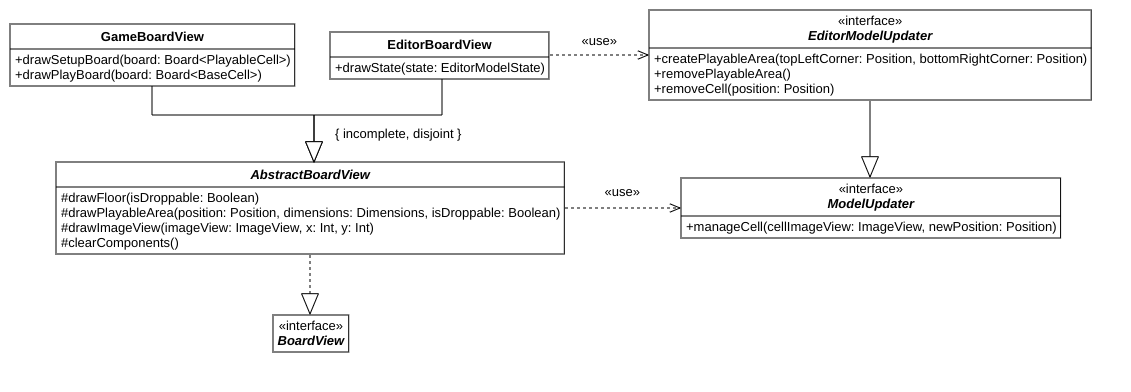 GameBoardView
+drawSetupBoard(board: Board<PlayableCell>)
+drawPlayBoard(board: Board<BaseCell>)
EditorBoardView
+drawState(state: EditorModelState)
«use»
«interface»
EditorModelUpdater
+createPlayableArea(topLeftCorner: Position, bottomRightCorner: Position)
+removePlayableArea()
+removeCell(position: Position)
{ incomplete, disjoint }
AbstractBoardView
#drawFloor(isDroppable: Boolean)
#drawPlayableArea(position: Position, dimensions: Dimensions, isDroppable: Boolean)
#drawImageView(imageView: ImageView, x: Int, y: Int)
#clearComponents()
«use»
«interface»
ModelUpdater
+manageCell(cellImageView: ImageView, newPosition: Position)
«interface»
BoardView